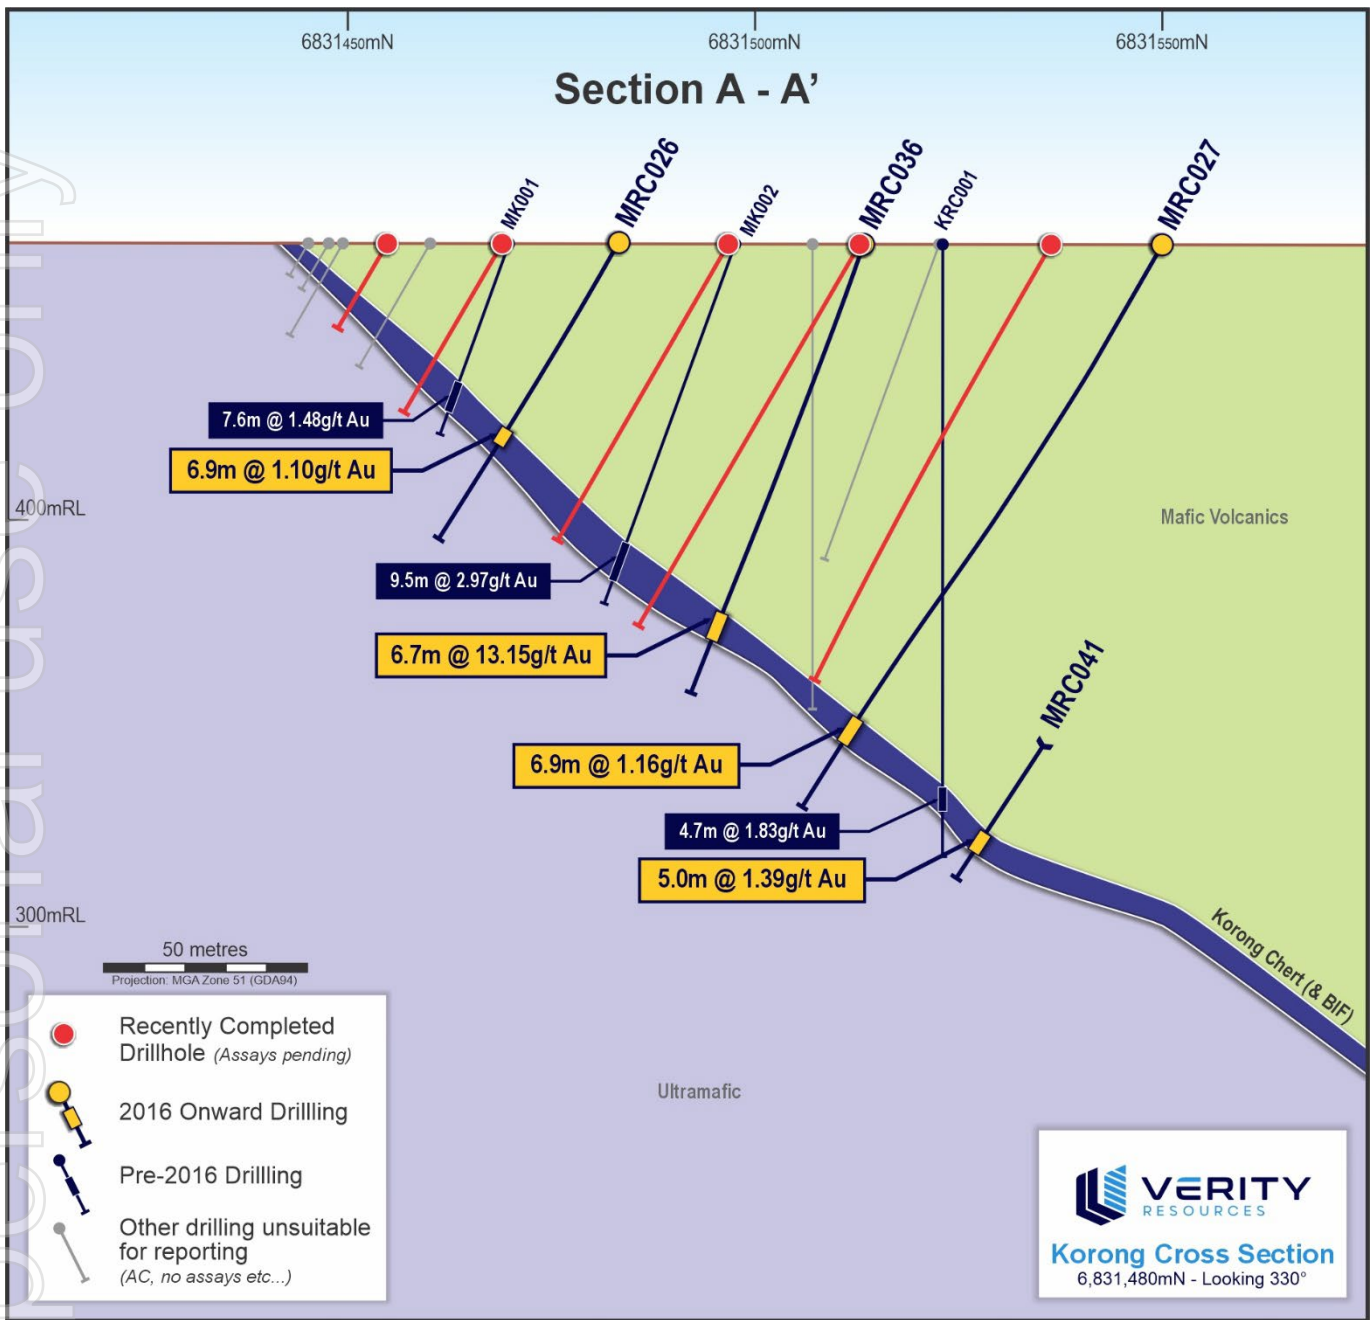 6831450mN
6831500mN
6831550mN
Section A - A’
MK001
MRC026
MK002
MRC036
KRC001
MRC027
7.6m @ 1.48g/t Au
6.9m @ 1.10g/t Au
400mRL
Mafic Volcanics
9.5m @ 2.97g/t Au
6.7m @ 13.15g/t Au
MRC041
6.9m @ 1.16g/t Au
4.7m @ 1.83g/t Au
5.0m @ 1.39g/t Au
300mRL
Korong Chert (& BIF)
50 metres
Projection: MGA Zone 51 (GDA94)
Recently Completed
Drillhole (Assays pending)
2016 Onward Drillling
Pre-2016 Drillling
Other drilling unsuitable
for reporting
(AC, no assays etc...)
Ultramafic
VERITY
RESOURCES
Korong Cross Section
6,831,480mN - Looking 330°
personal use only